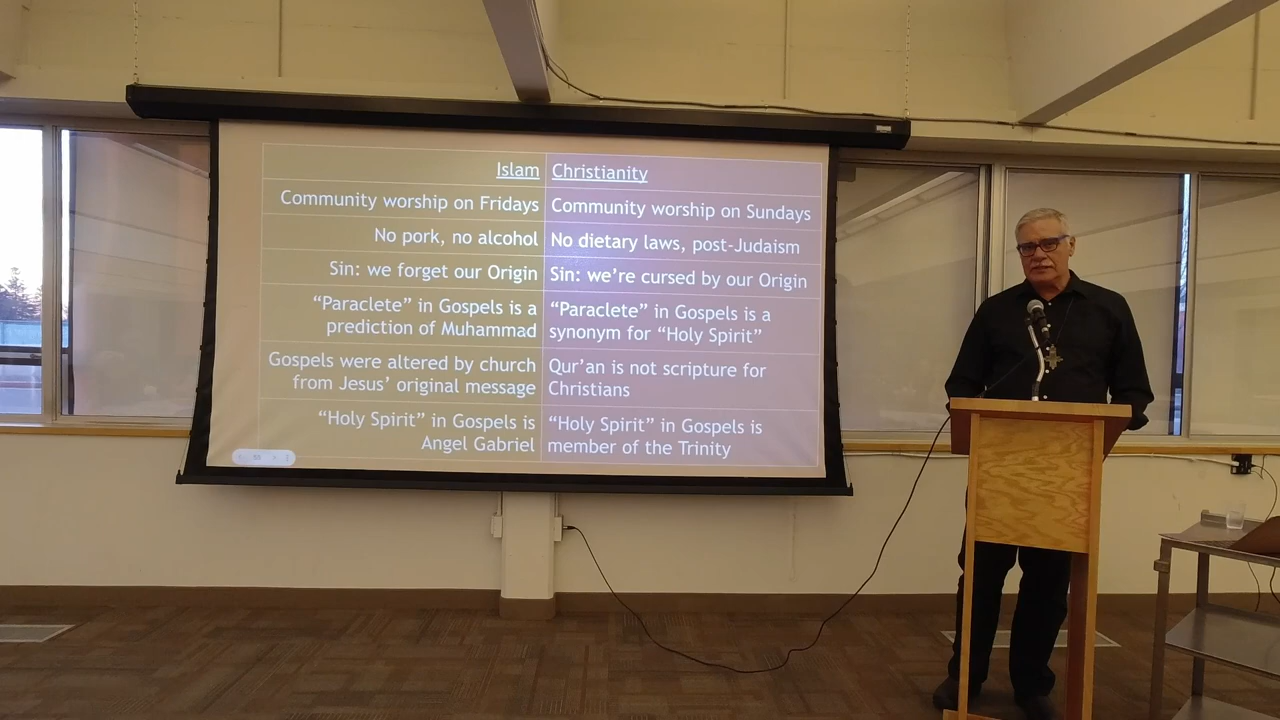 Islam
Christianity
Community worship on Fridays
Community worship on Sundays
No pork, no alcohol
No dietary laws, post-Judaism
Sin: we forget our Origin
Sin: we're cursed by our Origin
“Paraclete” in Gospels is a
prediction of Muhammad
“Paraclete” in Gospels is a
synonym for “Holy Spirit”
Gospels were altered by church
from Jesus’ original message
Qur’an is not scripture for
Christians
“Holy Spirit” in Gospels is
Angel Gabriel
“Holy Spirit” in Gospels is
member of the Trinity